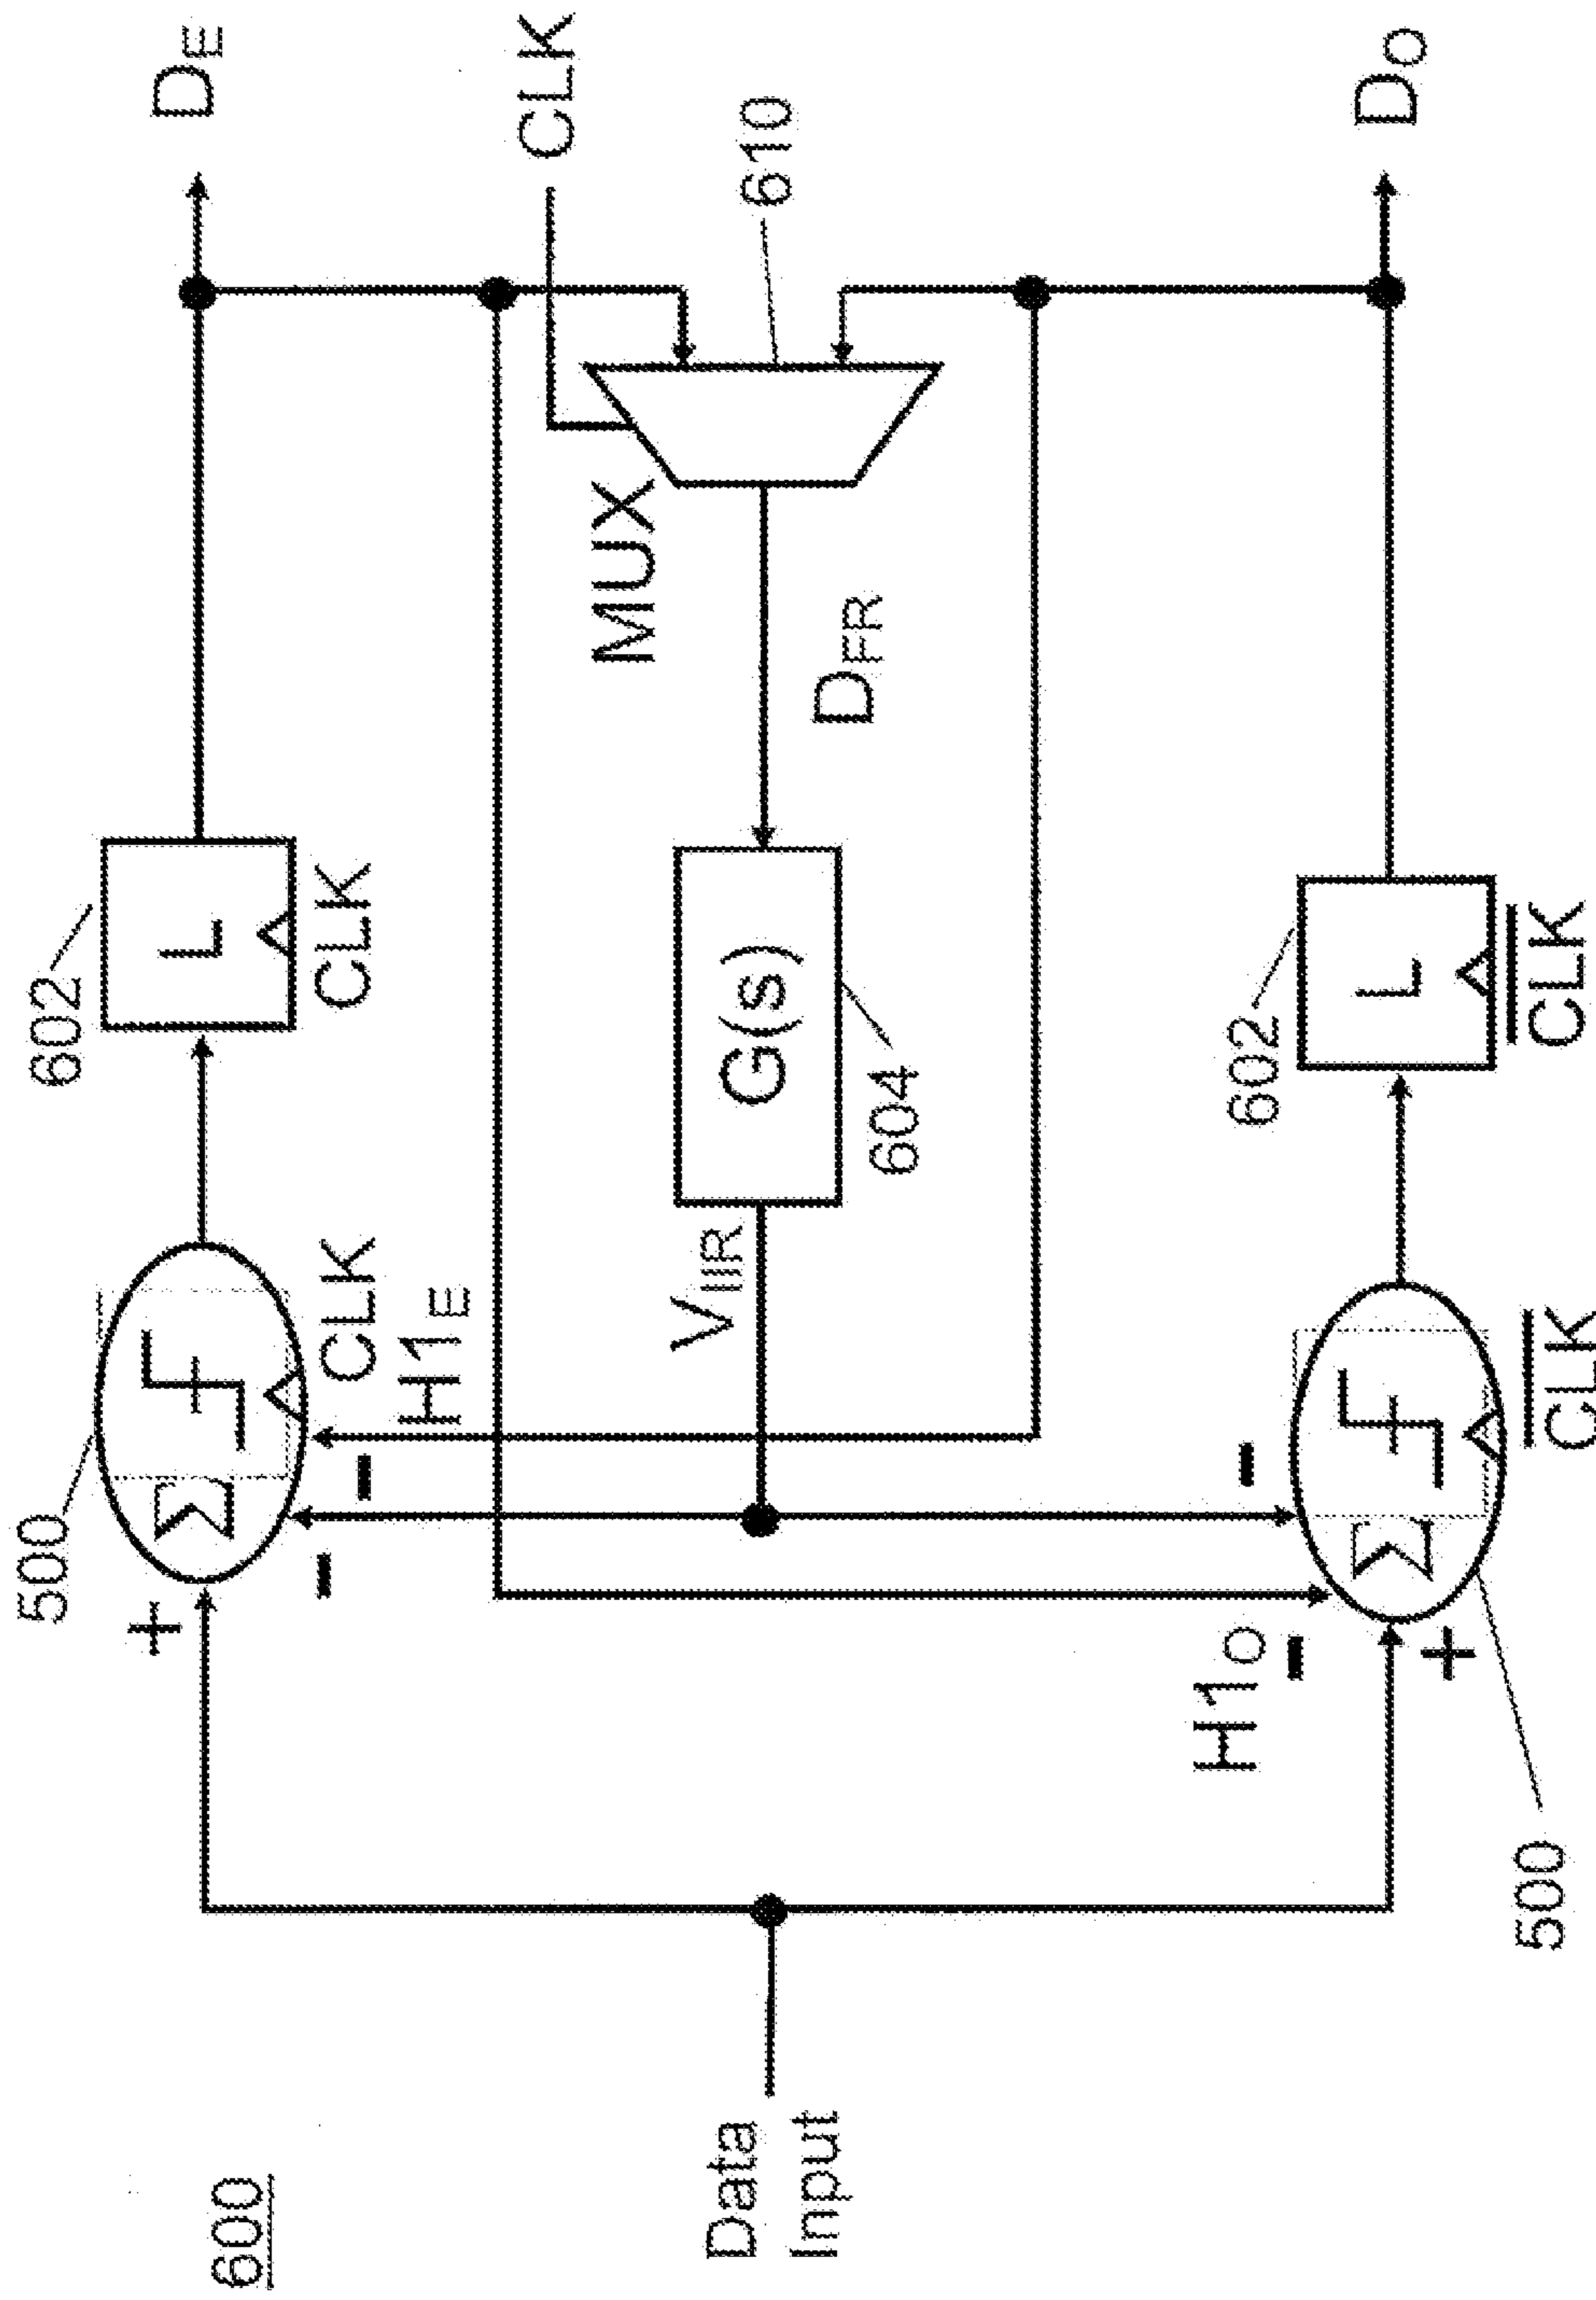 600
Data
Input
500
+
Σ
CLK
-
-
H1E
602
L
CLK
DE
CLK
MUX
610
DFR
G(s)
604
VIIR
H1O
-
-
+
Σ
CLK
500
602
L
CLK
DO